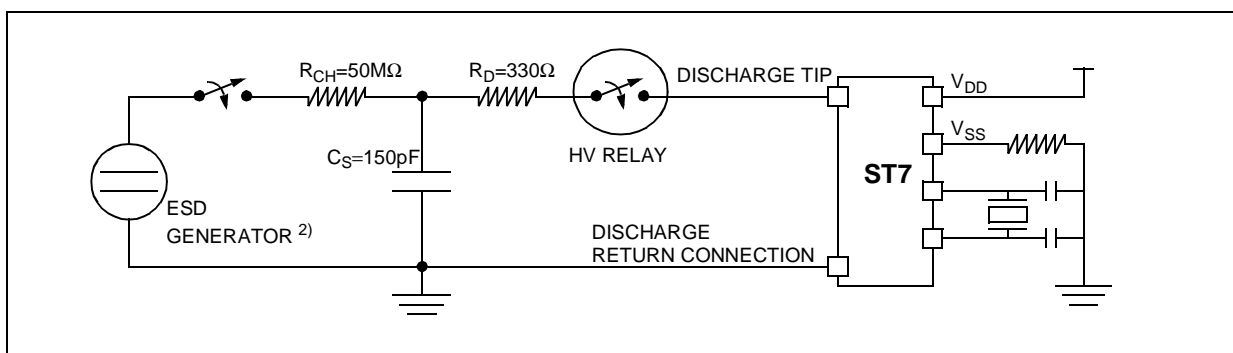 R_CH=50MΩ
R_D=330Ω
DISCHARGE TIP
V_DD
V_SS
HV RELAY
C_S=150pF
ST7
ESD
GENERATOR 2)
DISCHARGE
RETURN CONNECTION